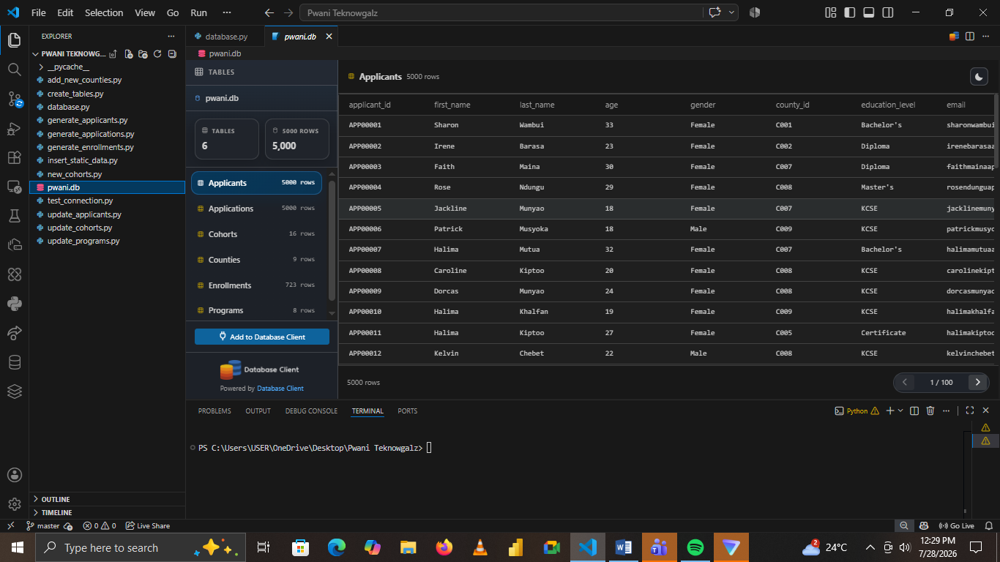 File Edit Selection View Go Run ··· Pwani Teknowgalz
EXPLORER
PWANI TEKNOWG...
__pycache__
add_new_counties.py
create_tables.py
database.py
generate_applicants.py
generate_applications.py
generate_enrollments.py
insert_static_data.py
new_cohorts.py
pwani.db
test_connection.py
update_applicants.py
update_cohorts.py
update_programs.py
OUTLINE
TIMELINE
database.py pwani.db
pwani.db
TABLES
pwani.db
TABLES 6
5000 ROWS 5,000
Applicants 5000 rows
Applications 5000 rows
Cohorts 16 rows
Counties 9 rows
Enrollments 723 rows
Programs 8 rows
Add to Database Client
Database Client
Powered by Database Client
Applicants 5000 rows
applicant_id first_name last_name age gender county_id education_level email
APP00001 Sharon Wambui 33 Female C001 Bachelor's sharonwambui
APP00002 Irene Barasa 23 Female C002 Diploma irenebarasaa
APP00003 Faith Maina 30 Female C007 Diploma faithmainaap
APP00004 Rose Ndungu 29 Female C008 Master's rosendunguap
APP00005 Jackline Munyao 18 Female C007 KCSE jacklinemuny
APP00006 Patrick Musyoka 18 Male C009 KCSE patrickmusyo
APP00007 Halima Mutua 32 Female C007 Bachelor's halimamutuaa
APP00008 Caroline Kiptoo 20 Female C008 KCSE carolinekipt
APP00009 Dorcas Munyao 24 Female C008 KCSE dorcasmunyao
APP00010 Halima Khalfan 19 Female C009 KCSE halimakhalfa
APP00011 Halima Kiptoo 27 Female C005 Certificate halimakiptoo
APP00012 Kelvin Chebet 22 Male C008 KCSE kelvinchebet
5000 rows 1 / 100
PROBLEMS OUTPUT DEBUG CONSOLE TERMINAL PORTS Python
PS C:\Users\USER\OneDrive\Desktop\Pwani Teknowgalz>
master 0 0 Live Share Go Live
Type here to search 24°C 12:29 PM
7/28/2026